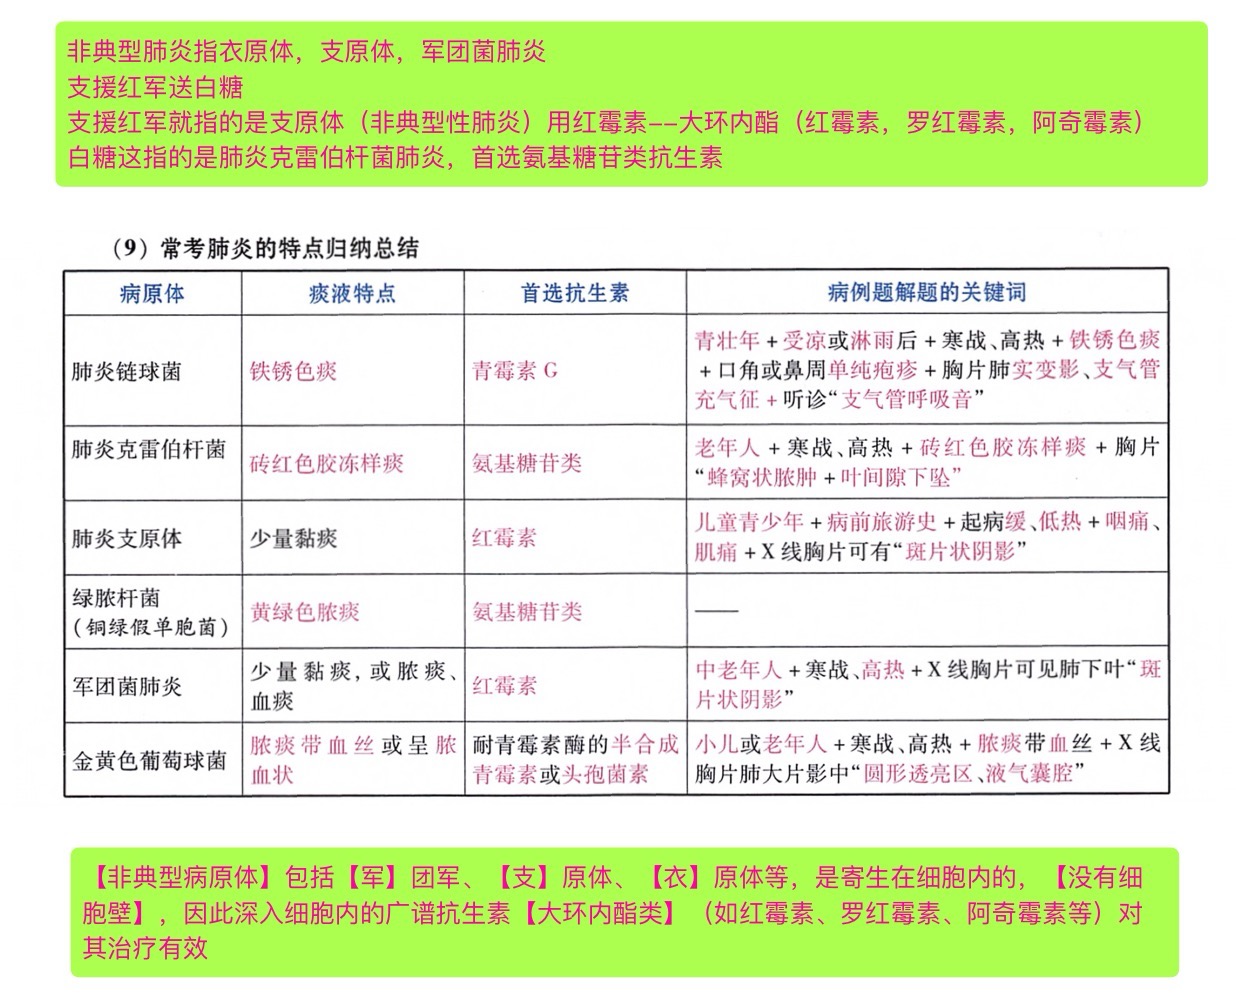 非典型肺炎指衣原体，支原体，军团菌肺炎
支援红军送白糖
支援红军就指的是支原体（非典型性肺炎）用红霉素--大环内酯（红霉素，罗红霉素，阿奇霉素）
白糖这指的是肺炎克雷伯杆菌肺炎，首选氨基糖苷类抗生素
（9）常考肺炎的特点归纳总结
病原体 痰液特点 首选抗生素 病例题解题的关键词
肺炎链球菌 铁锈色痰 青霉素 G 青壮年 + 受凉或淋雨后 + 寒战、高热 + 铁锈色痰
+ 口角或鼻周单纯疱疹 + 胸片肺实变影、支气管
充气征 + 听诊“支气管呼吸音”
肺炎克雷伯杆菌 砖红色胶冻样痰 氨基糖苷类 老年人 + 寒战、高热 + 砖红色胶冻样痰 + 胸片
“蜂窝状脓肿 + 叶间隙下坠”
肺炎支原体 少量黏痰 红霉素 儿童青少年 + 病前旅游史 + 起病缓、低热 + 咽痛、
肌痛 + X 线胸片可有“斑片状阴影”
绿脓杆菌
（铜绿假单胞菌） 黄绿色脓痰 氨基糖苷类 ——
军团菌肺炎 少量黏痰，或脓痰、
血痰 红霉素 中老年人 + 寒战、高热 + X 线胸片可见肺下叶“斑
片状阴影”
金黄色葡萄球菌 脓痰带血丝或呈脓
血状 耐青霉素酶的半合成
青霉素或头孢菌素 小儿或老年人 + 寒战、高热 + 脓痰带血丝 + X 线
胸片肺大片影中“圆形透亮区、液气囊腔”
【非典型病原体】包括【军】团军、【支】原体、【衣】原体等，是寄生在细胞内的，【没有细
胞壁】，因此深入细胞内的广谱抗生素【大环内酯类】（如红霉素、罗红霉素、阿奇霉素等）对
其治疗有效